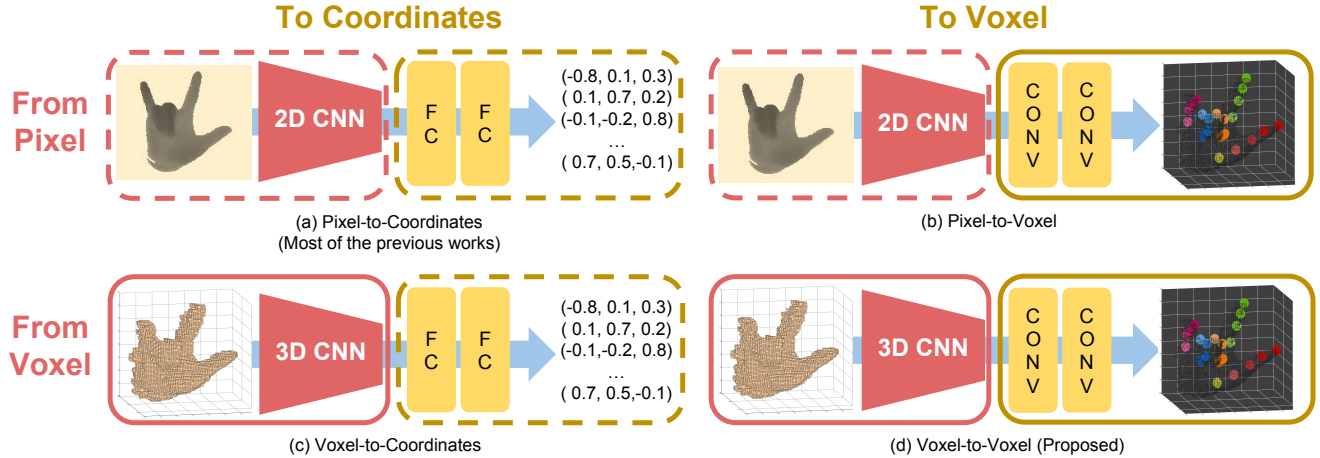 To Coordinates
To Voxel
From
Pixel
2D CNN
F
C
F
C
(-0.8, 0.1, 0.3)
( 0.1, 0.7, 0.2)
(-0.1,-0.2, 0.8)
...
( 0.7, 0.5,-0.1)
(a) Pixel-to-Coordinates
(Most of the previous works)
2D CNN
C
O
N
V
C
O
N
V
(b) Pixel-to-Voxel
From
Voxel
3D CNN
F
C
F
C
(-0.8, 0.1, 0.3)
( 0.1, 0.7, 0.2)
(-0.1,-0.2, 0.8)
...
( 0.7, 0.5,-0.1)
(c) Voxel-to-Coordinates
3D CNN
C
O
N
V
C
O
N
V
(d) Voxel-to-Voxel (Proposed)